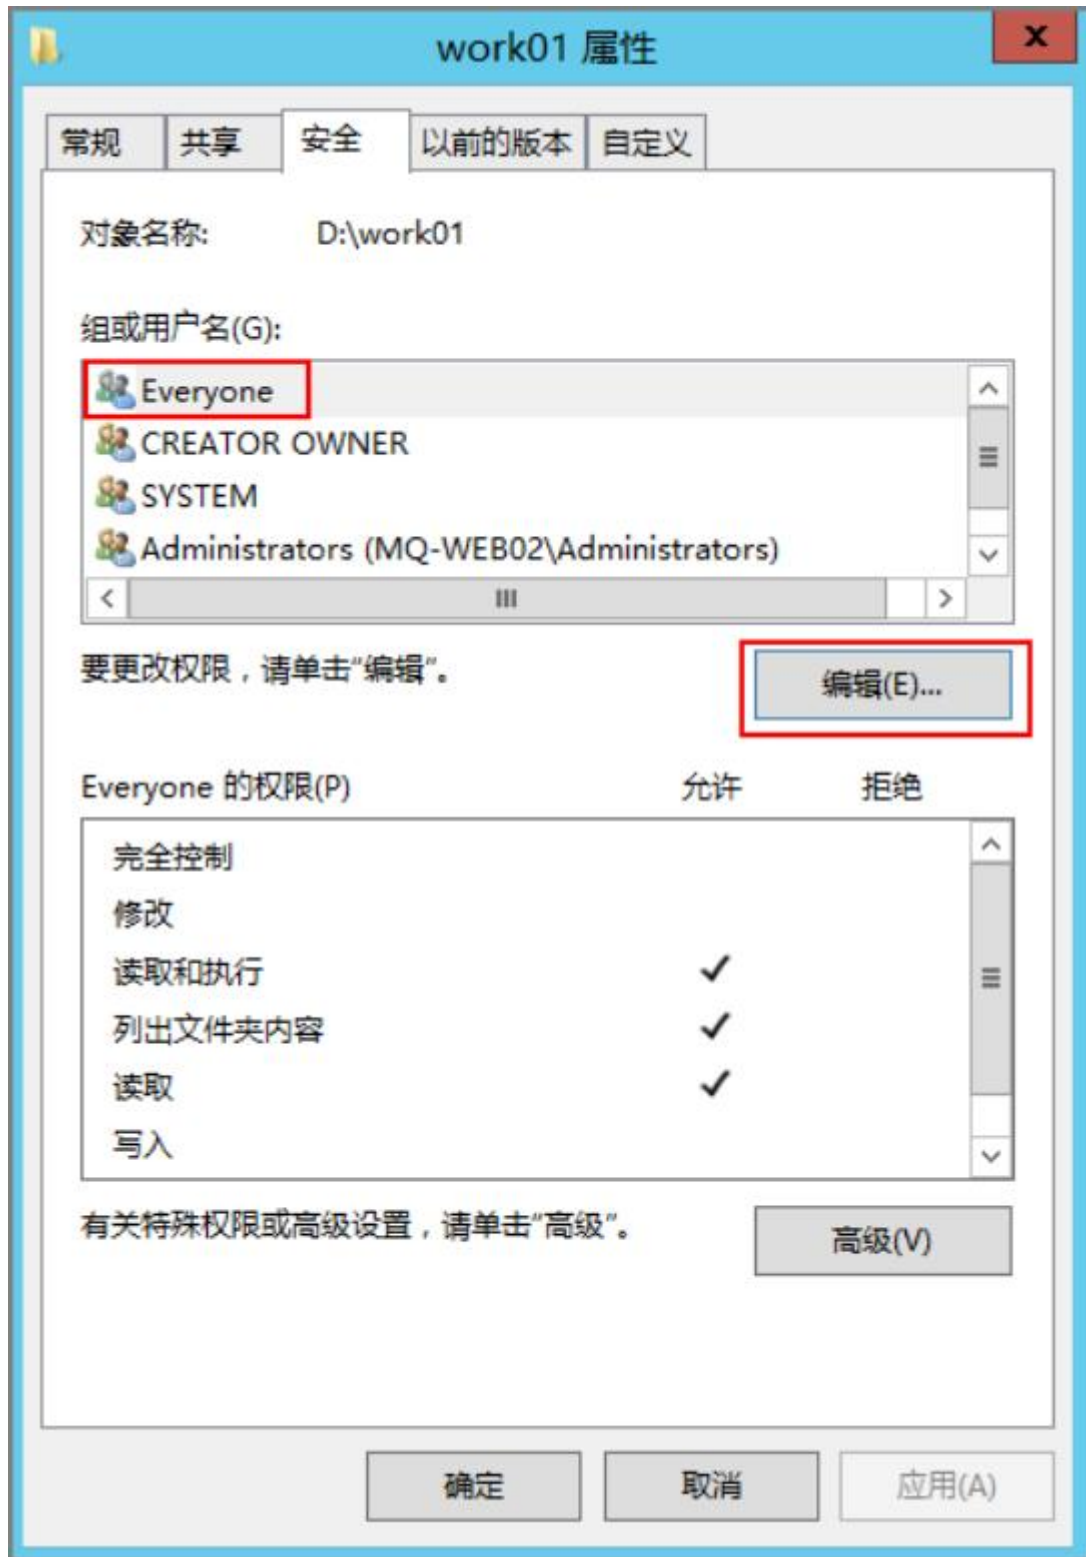 work01 属性
x
常规 共享 安全 以前的版本 自定义
对象名称: D:\work01
组或用户名(G):
Everyone
CREATOR OWNER
SYSTEM
Administrators (MQ-WEB02\Administrators)
要更改权限，请单击"编辑"。 编辑(E)...
Everyone 的权限(P) 允许 拒绝
完全控制
修改
读取和执行
列出文件夹内容
读取
写入
有关特殊权限或高级设置，请单击"高级"。 高级(V)
确定 取消 应用(A)